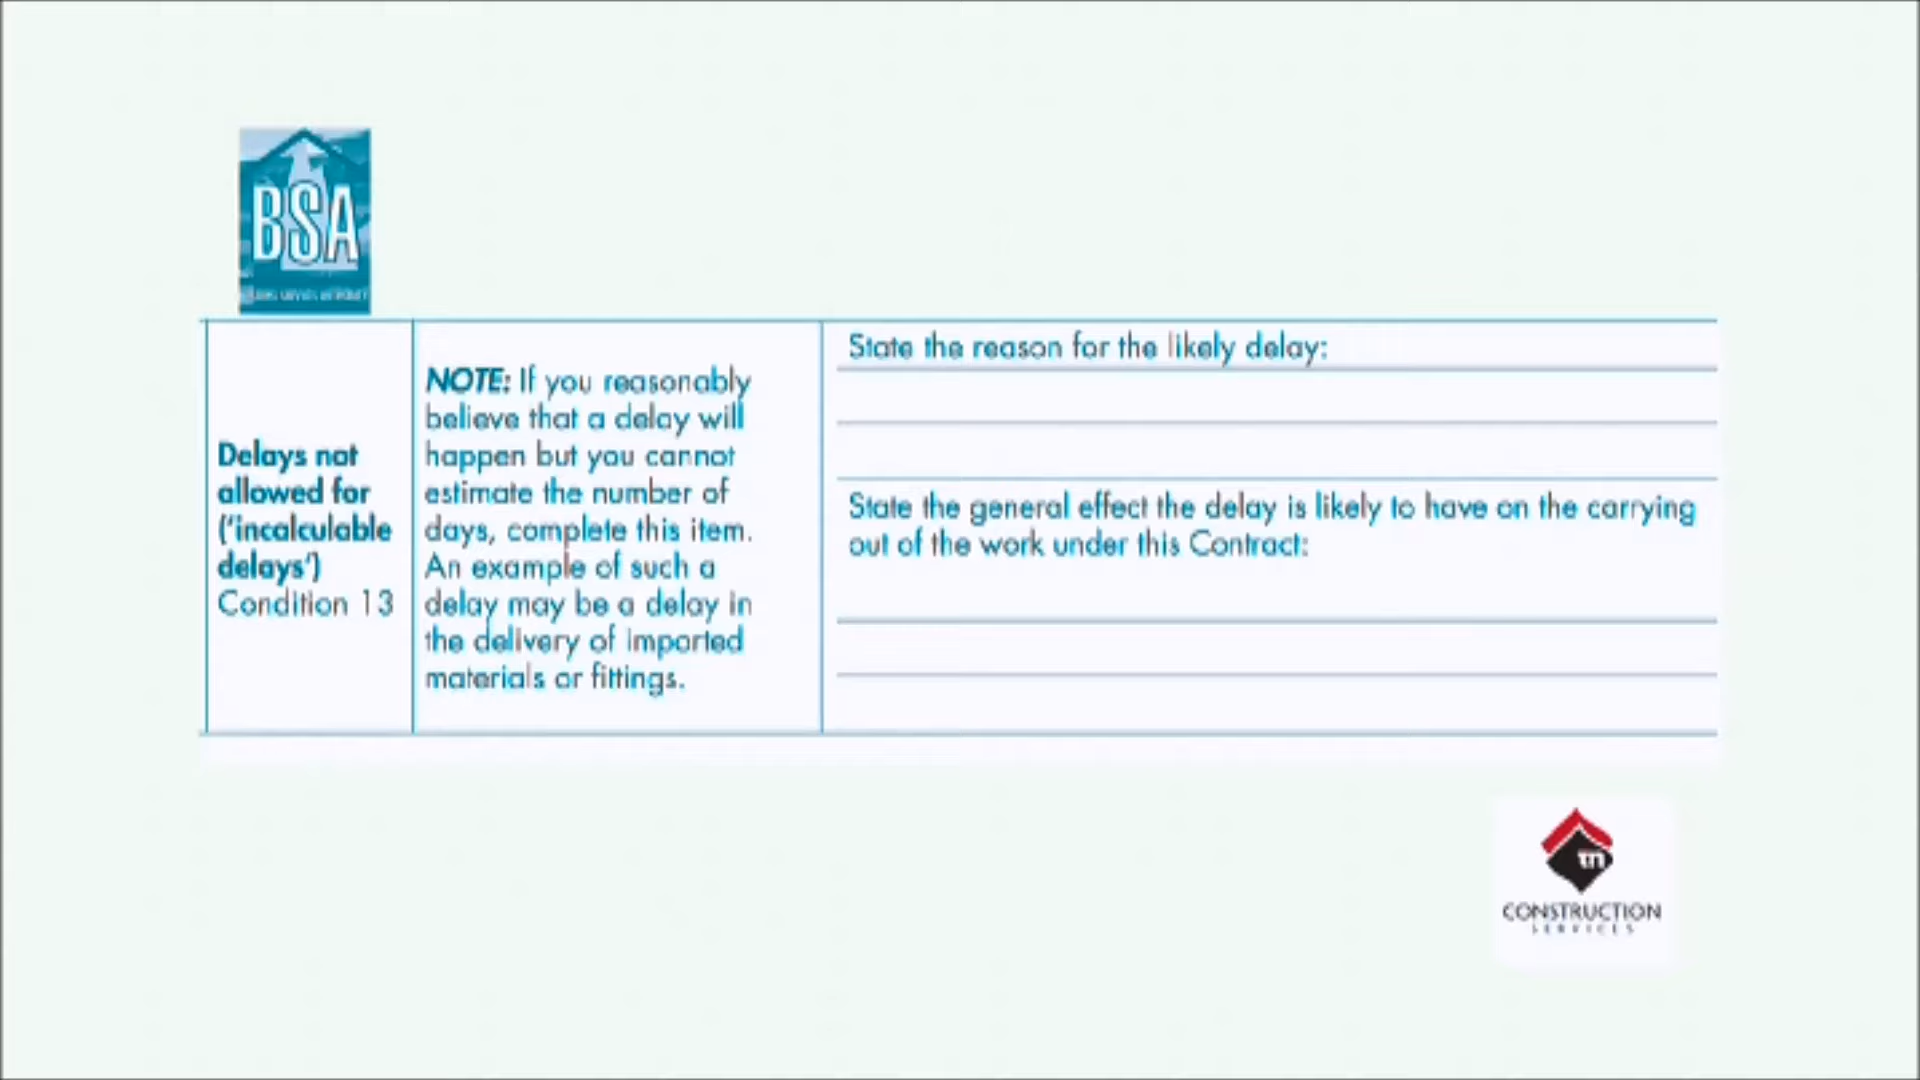 BSA
Delays not
allowed for
(‘incalculable
delays’)
Condition 13
NOTE: If you reasonably
believe that a delay will
happen but you cannot
estimate the number of
days, complete this item.
An example of such a
delay may be a delay in
the delivery of imported
materials or fittings.
State the reason for the likely delay:
State the general effect the delay is likely to have on the carrying
out of the work under this Contract:
CONSTRUCTION
SERVICES